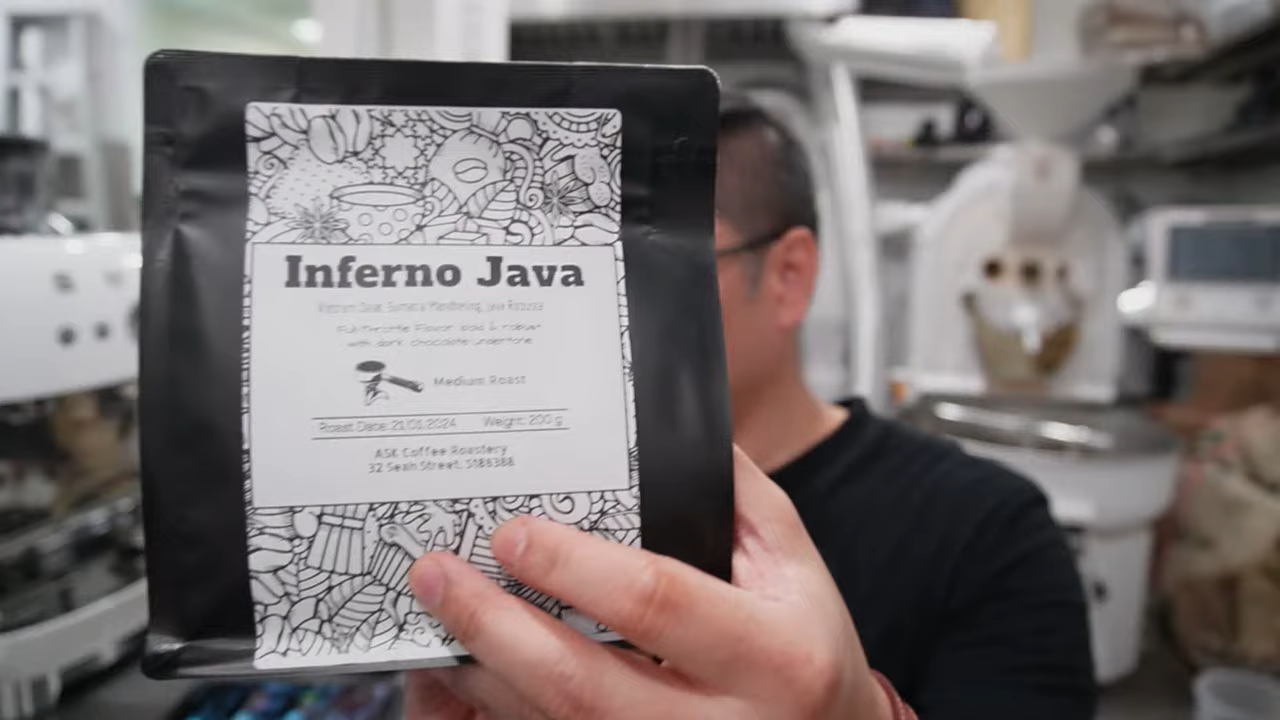 Inferno Java
Vietnam Dalat, Sumatra Mandheling, Java Robusta
Full-Throttle Flavor: bold & robust
with dark chocolate undertone
Medium Roast
Roast Date: 21.01.2024 Weight: 200 g
ASK Coffee Roastery
32 Seah Street, S188388